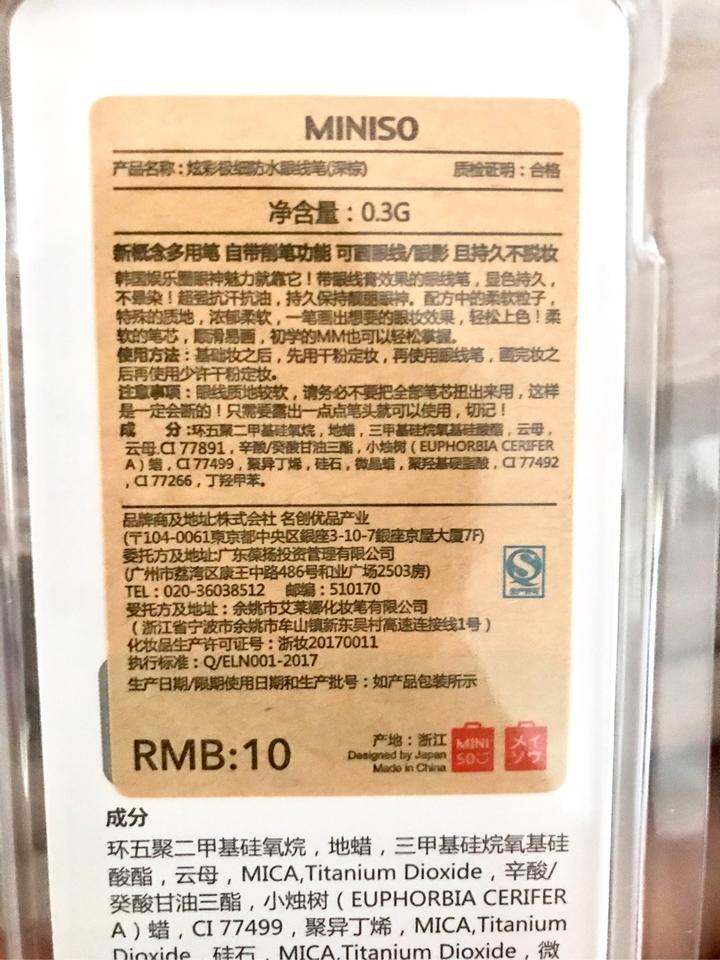 MINISO
产品名称：炫彩极细防水眼线笔(深棕) 质检证明：合格
净含量：0.3G
新概念多用笔 自带削笔功能 可画眼线/眼影 且持久不脱妆
韩国娱乐圈眼神魅力就靠它！带眼线膏效果的眼线笔，显色持久，
不晕染！超强抗汗抗油，持久保持靓丽眼神。配方中的柔软粒子，
特殊的质地，浓郁柔软，一笔画出想要的眼妆效果，轻松上色！柔
软的笔芯，顺滑易画，初学的MM也可以轻松掌握。
使用方法：基础妆之后，先用干粉定妆，再使用眼线笔，画完妆之
后再使用少许干粉定妆。
注意事项：眼线质地较软，请务必不要把全部笔芯扭出来用，这样
是一定会断的！只需要露出一点点笔头就可以使用，切记！
成 分:环五聚二甲基硅氧烷，地蜡，三甲基硅烷氧基硅酸酯，云母，
云母.CI 77891，辛酸/癸酸甘油三酯，小烛树（EUPHORBIA CERIFER
A）蜡，CI 77499，聚异丁烯，硅石，微晶蜡，聚羟基硬脂酸，CI 77492
，CI 77266，丁羟甲苯。
品牌商及地址:株式会社 名创优品产业
(〒104-0061東京都中央区銀座3-10-7銀座京屋大厦7F)
委托方及地址:广东葆扬投资管理有限公司
(广州市荔湾区康王中路486号和业广场2503房)
TEL：020-36038512 邮编：510170
受托方及地址：余姚市艾莱娜化妆笔有限公司
（浙江省宁波市余姚市牟山镇新东吴村高速连接线1号）
化妆品生产许可证号：浙妆20170011
执行标准：Q/ELN001-2017
生产日期/限期使用日期和生产批号：如产品包装所示
生产许可
RMB:10
产地：浙江
Designed by Japan
Made in China
MINI
SO
メイ
ソウ
成分
环五聚二甲基硅氧烷，地蜡，三甲基硅烷氧基硅
酸酯，云母，MICA,Titanium Dioxide，辛酸/
癸酸甘油三酯，小烛树（EUPHORBIA CERIFER
A）蜡，CI 77499，聚异丁烯，MICA,Titanium
Dioxide，硅石，MICA,Titanium Dioxide，微